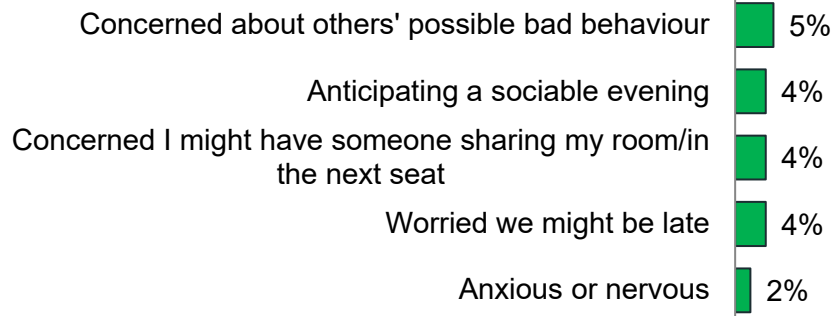 Concerned about others' possible bad behaviour 5%
Anticipating a sociable evening 4%
Concerned I might have someone sharing my room/in
the next seat 4%
Worried we might be late 4%
Anxious or nervous 2%